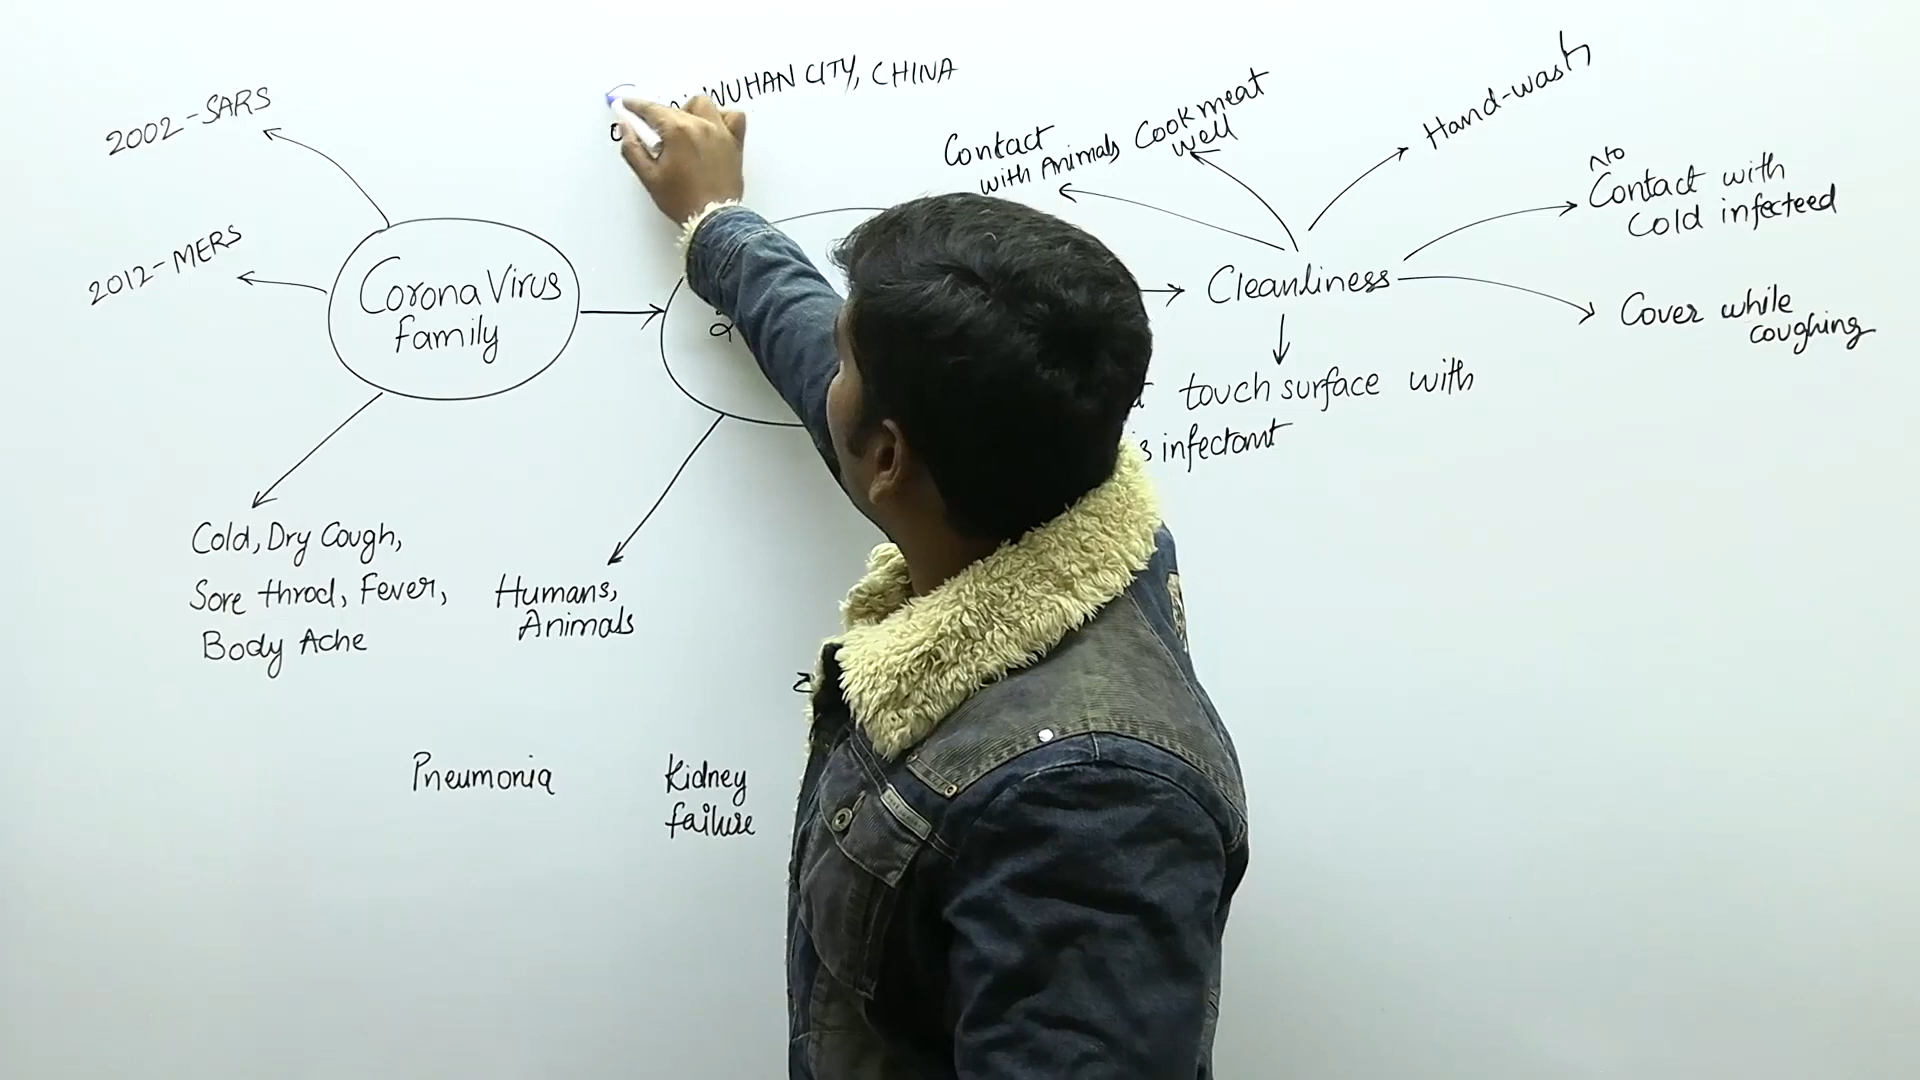 2002-SARS
2012-MERS
Corona Virus
family
WUHAN CITY, CHINA
Contact
with Animals
Cook meat
well
Hand-wash
no
Contact with
Cold infecteed
Cleanliness
Cover while
coughing
touch surface with
infectant
Cold, Dry Cough,
Sore throd, Fever,
Body Ache
Humans,
Animals
Pneumonia
Kidney
failure